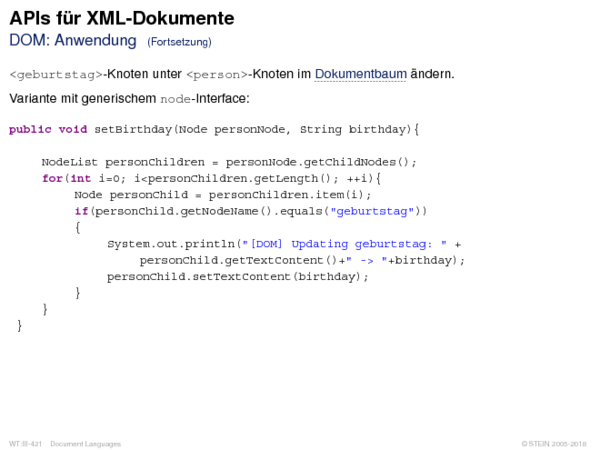 APIs für XML-Dokumente
DOM: Anwendung (Fortsetzung)
<geburtstag>-Knoten unter <person>-Knoten im Dokumentbaum ändern.
Variante mit generischem node-Interface:
public void setBirthday(Node personNode, String birthday){
NodeList personChildren = personNode.getChildNodes();
for(int i=0; i<personChildren.getLength(); ++i){
Node personChild = personChildren.item(i);
if(personChild.getNodeName().equals("geburtstag"))
{
System.out.println("[DOM] Updating geburtstag: " +
personChild.getTextContent()+" -> "+birthday);
personChild.setTextContent(birthday);
}
}
}
WT:III-421 Document Languages © STEIN 2005-2018